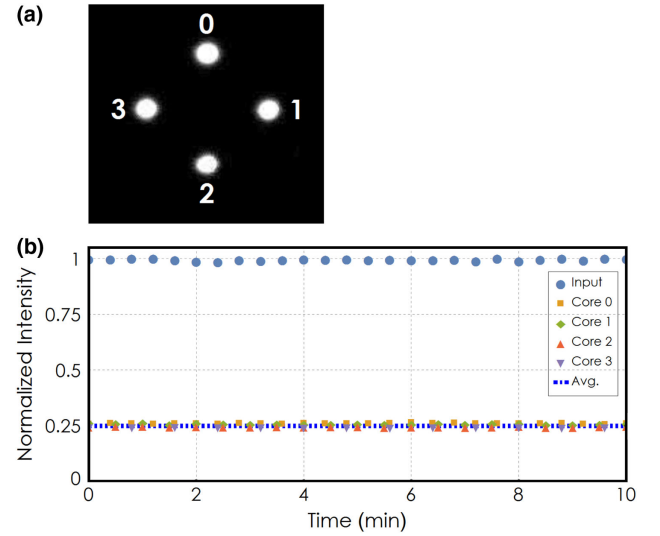 (a)
0
3
1
2
(b)
1
0.75
0.5
0.25
0
Normalized Intensity
Input
Core 0
Core 1
Core 2
Core 3
Avg.
0 2 4 6 8 10
Time (min)